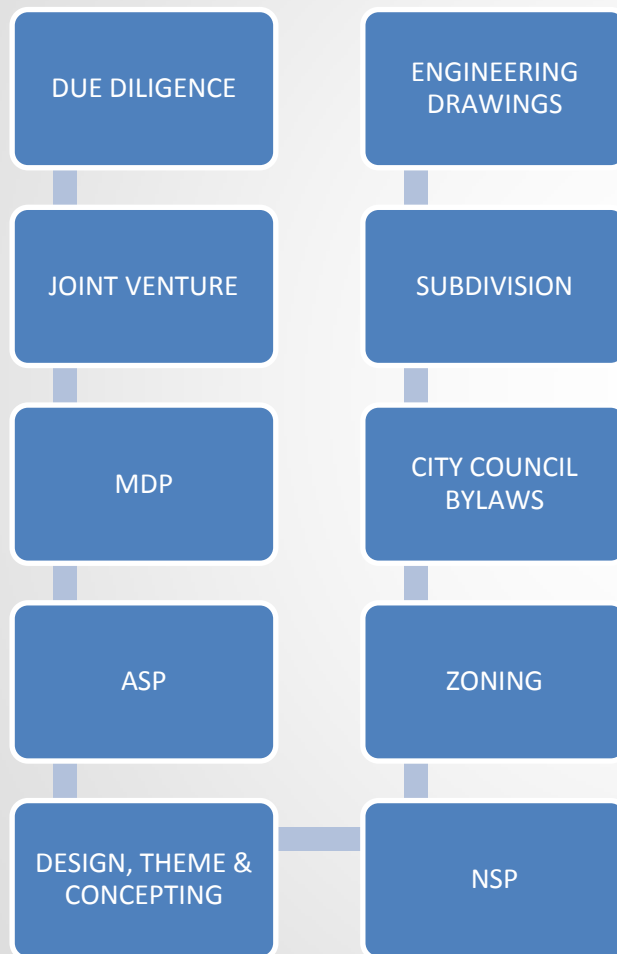 DUE DILIGENCE
JOINT VENTURE
MDP
ASP
DESIGN, THEME &
CONCEPTING
NSP
ZONING
CITY COUNCIL
BYLAWS
SUBDIVISION
ENGINEERING
DRAWINGS